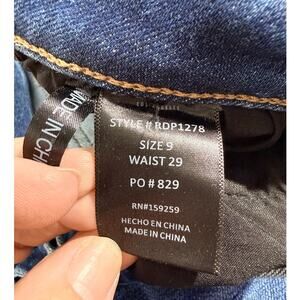 STYLE # RDP1278
SIZE 9
WAIST 29
PO # 829
RN#159259
HECHO EN CHINA
MADE IN CHINA
MADE IN CH